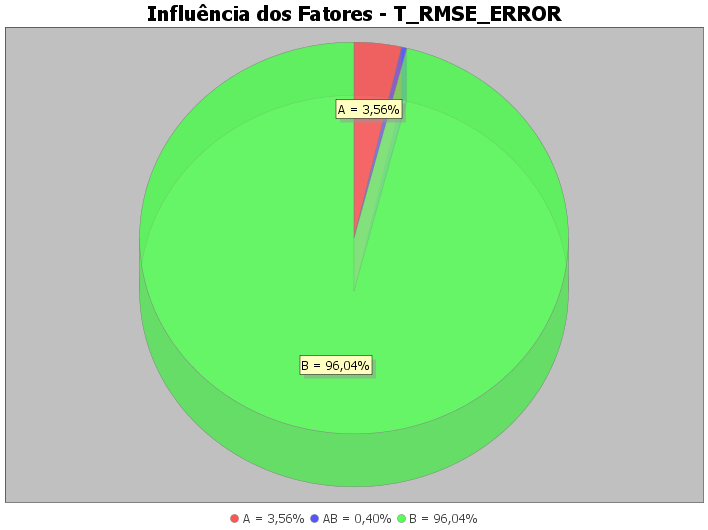 Influência dos Fatores - T_RMSE_ERROR
A = 3,56%
B = 96,04%
A = 3,56% AB = 0,40% B = 96,04%